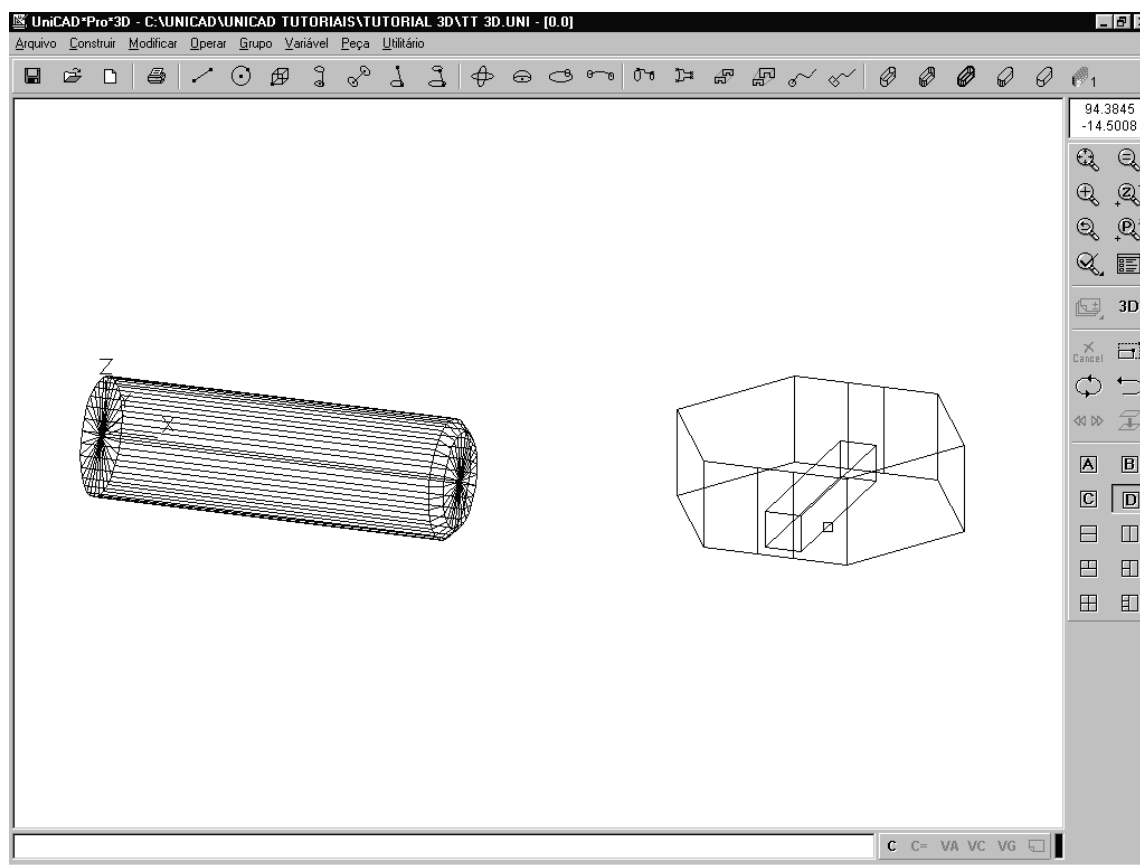 UniCAD*Pro*3D - C:\UNICAD\UNICAD TUTORIAIS\TUTORIAL 3D\TT 3D.UNI - [0.0]
Arquivo Construir Modificar Operar Grupo Variável Peça Utilitário
1
94.3845
-14.5008
Z
P
3D
Cancel
Z
X
A B
C D
C C= VA VC VG